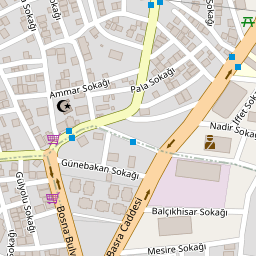 Sokağı
Ammar Sokağı
Pala Sokağı
İffet Sokağı
Nadir Sokağı
Günebakan Sokağı
Gülyolu Sokağı
Bosna Bulv
Basra Caddesi
Balçıkhisar Sokağı
Mesire Sokağı